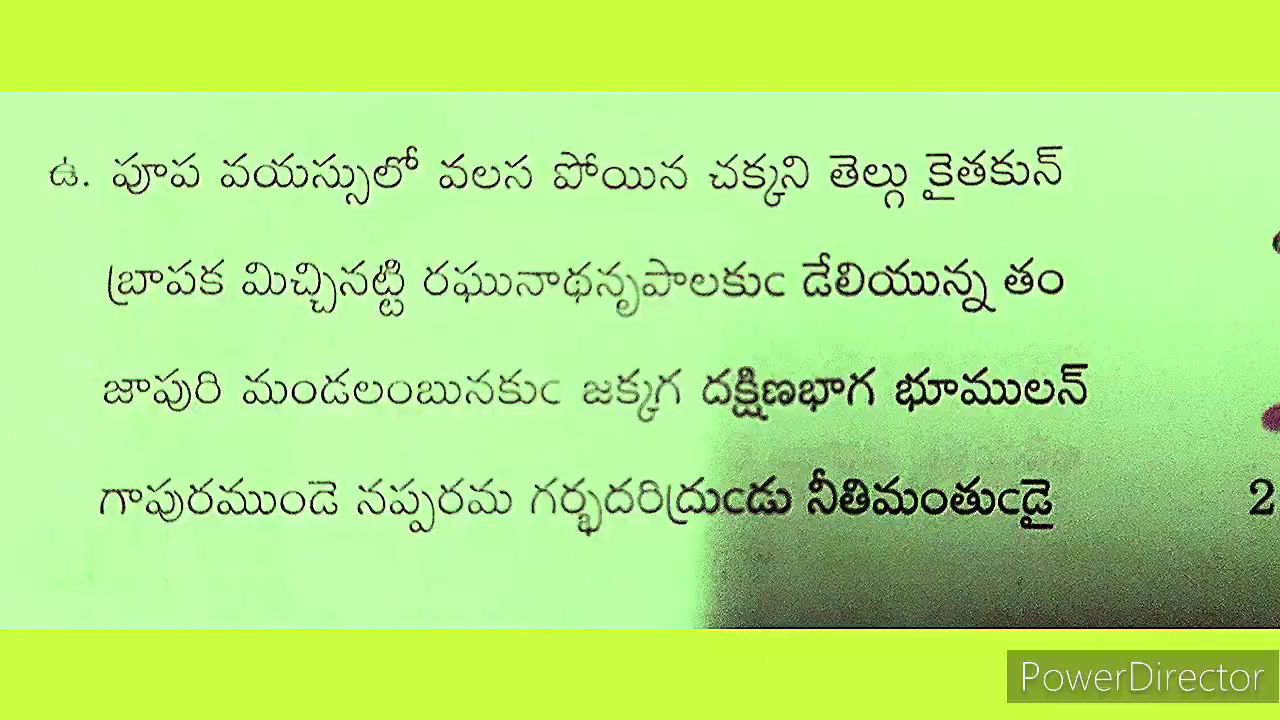 ఉ. పూప వయస్సులో వలస పోయిన చక్కని తెల్గు కైతకున్
బ్రాపక మిచ్చినట్టి రఘునాథనృపాలకుఁ డేలియున్న తం
జాపురి మండలంబునకుఁ జక్కగ దక్షిణభాగ భూములన్
గాపురముండె నప్పరమ గర్భదరిద్రుఁడు నీతిమంతుఁడై 2
PowerDirector